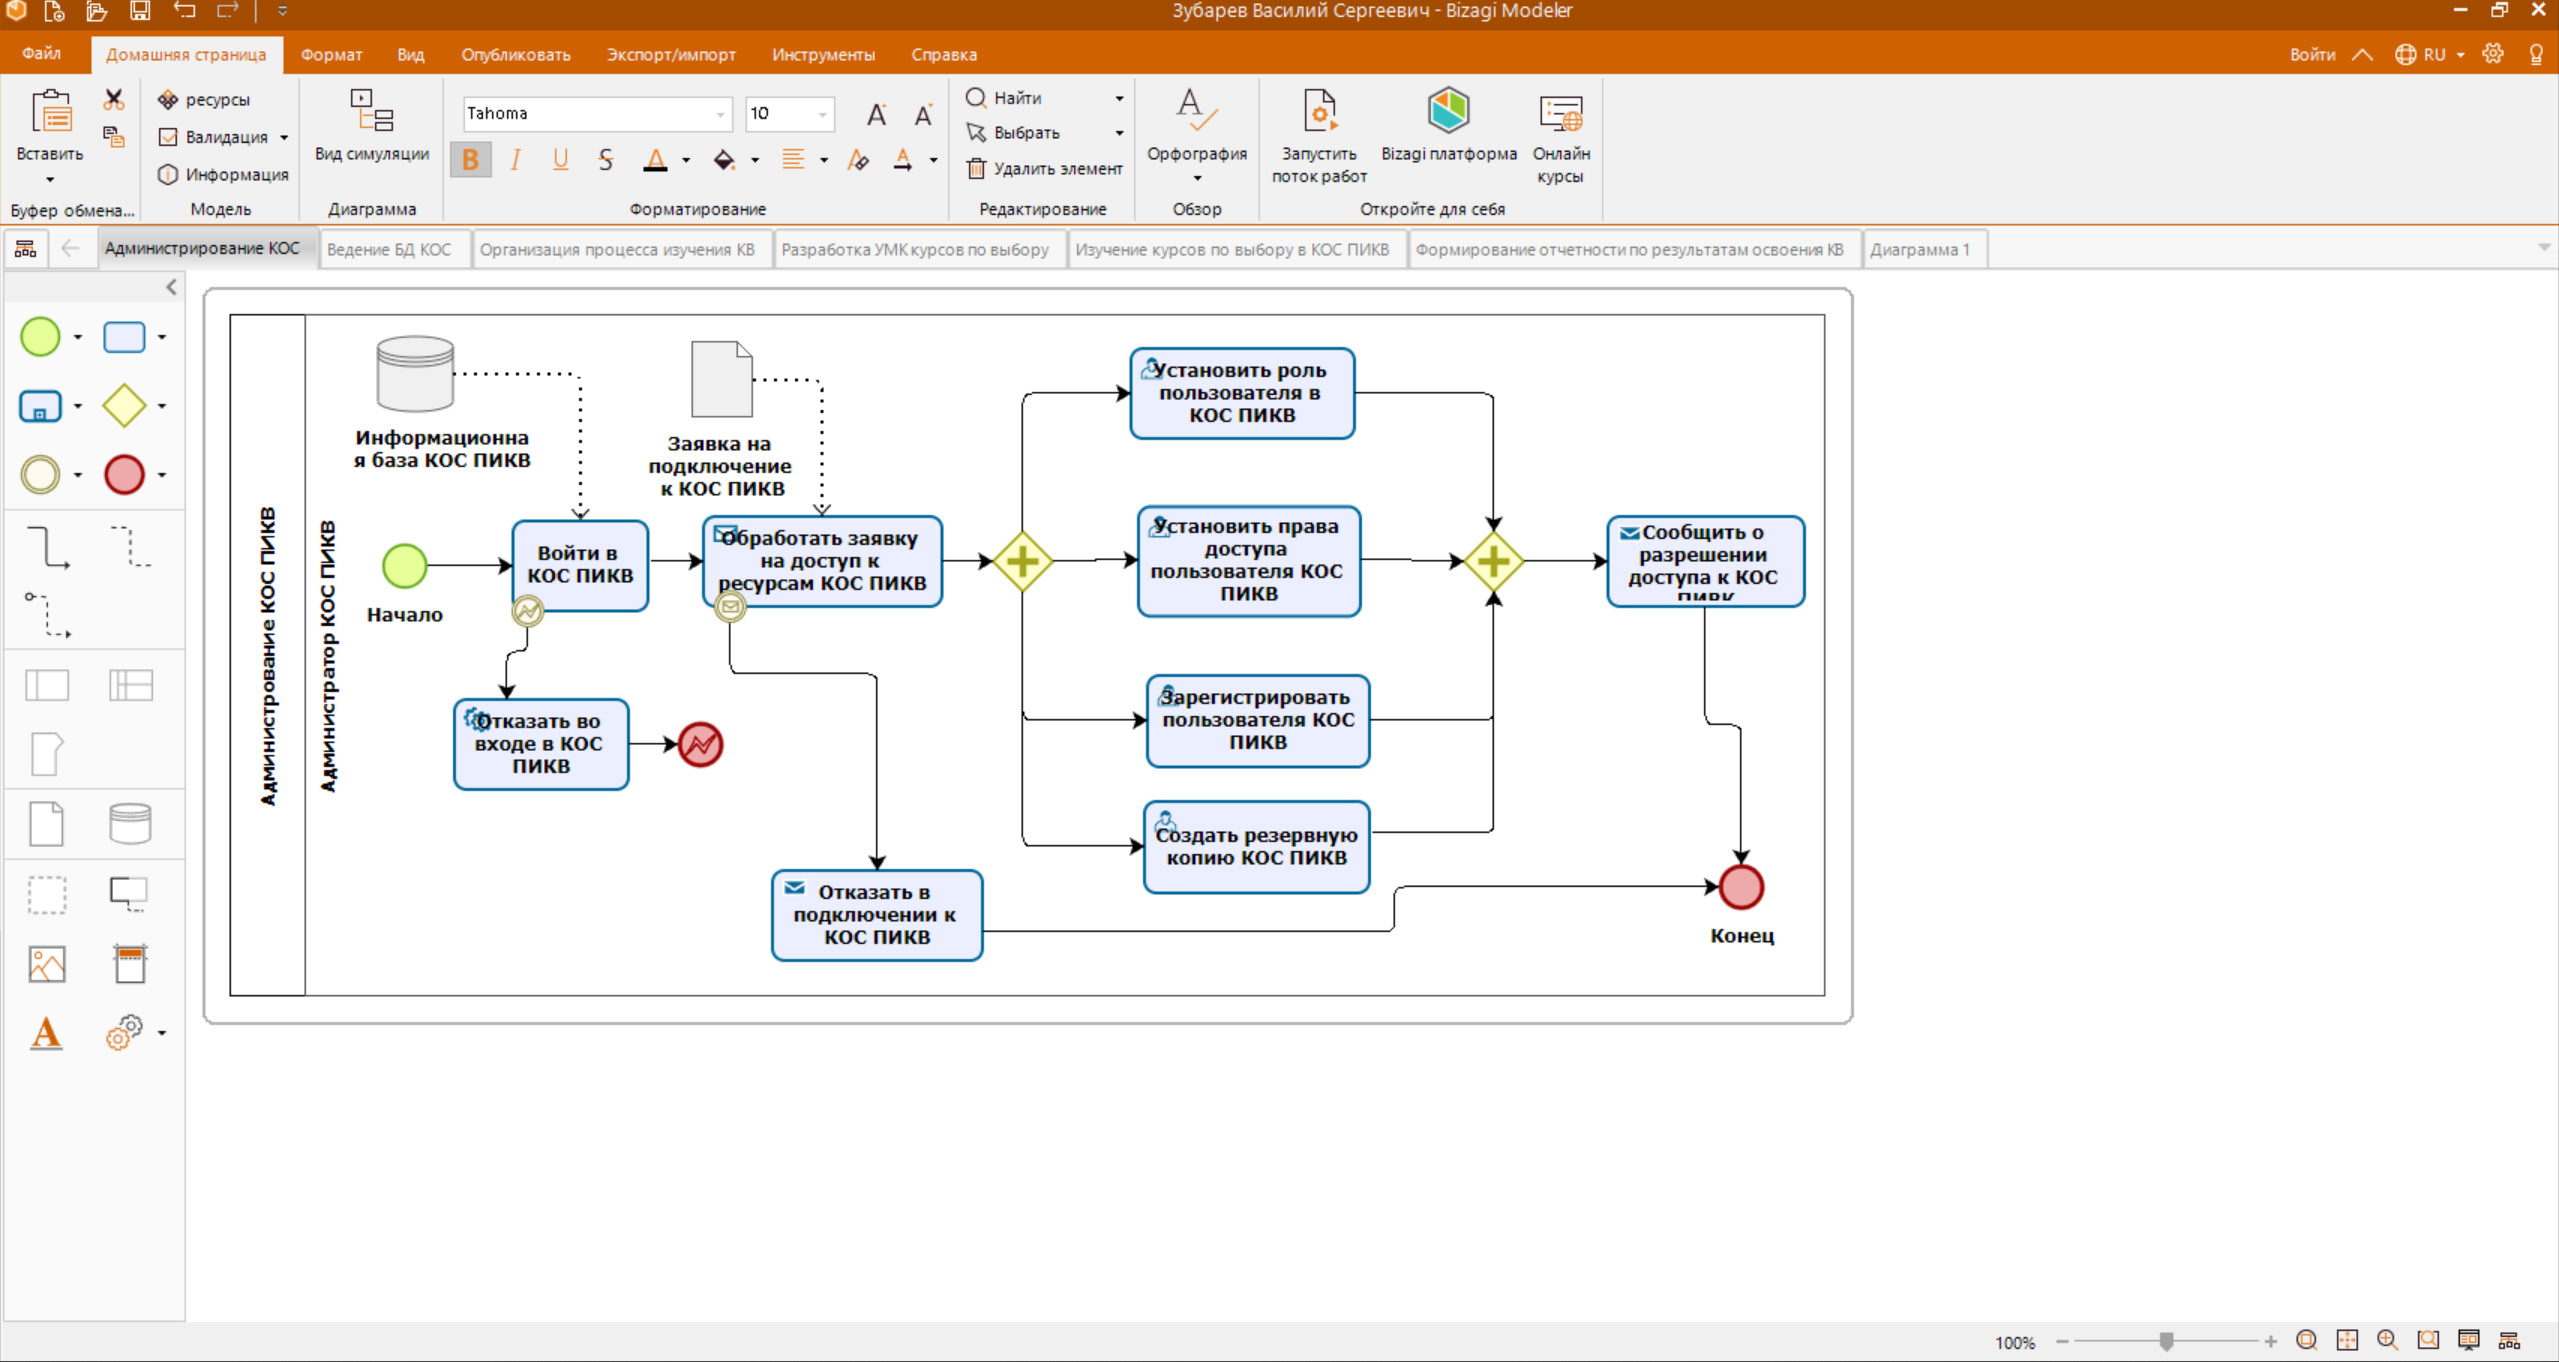 Зубарев Василий Сергеевич - Bizagi Modeler
Файл
Домашняя страница
Формат
Вид
Опубликовать
Экспорт/импорт
Инструменты
Справка
Войти
RU
Вставить
Буфер обмена...
ресурсы
Валидация
Информация
Модель
Вид симуляции
Диаграмма
Tahoma
10
Форматирование
Найти
Выбрать
Удалить элемент
Редактирование
Орфография
Обзор
Запустить
поток работ
Bizagi платформа
Онлайн
курсы
Откройте для себя
Администрирование КОС
Ведение БД КОС
Организация процесса изучения КВ
Разработка УМК курсов по выбору
Изучение курсов по выбору в КОС ПИКВ
Формирование отчетности по результатам освоения КВ
Диаграмма 1
Администрование КОС ПИКВ
Администратор КОС ПИКВ
Информационна
я база КОС ПИКВ
Заявка на
подключение
к КОС ПИКВ
Начало
Войти в
КОС ПИКВ
Обработать заявку
на доступ к
ресурсам КОС ПИКВ
Отказать во
входе в КОС
ПИКВ
Отказать в
подключении к
КОС ПИКВ
Установить роль
пользователя в
КОС ПИКВ
Установить права
доступа
пользователя КОС
ПИКВ
Зарегистрировать
пользователя КОС
ПИКВ
Создать резервную
копию КОС ПИКВ
Сообщить о
разрешении
доступа к КОС
ПИВК
Конец
100%